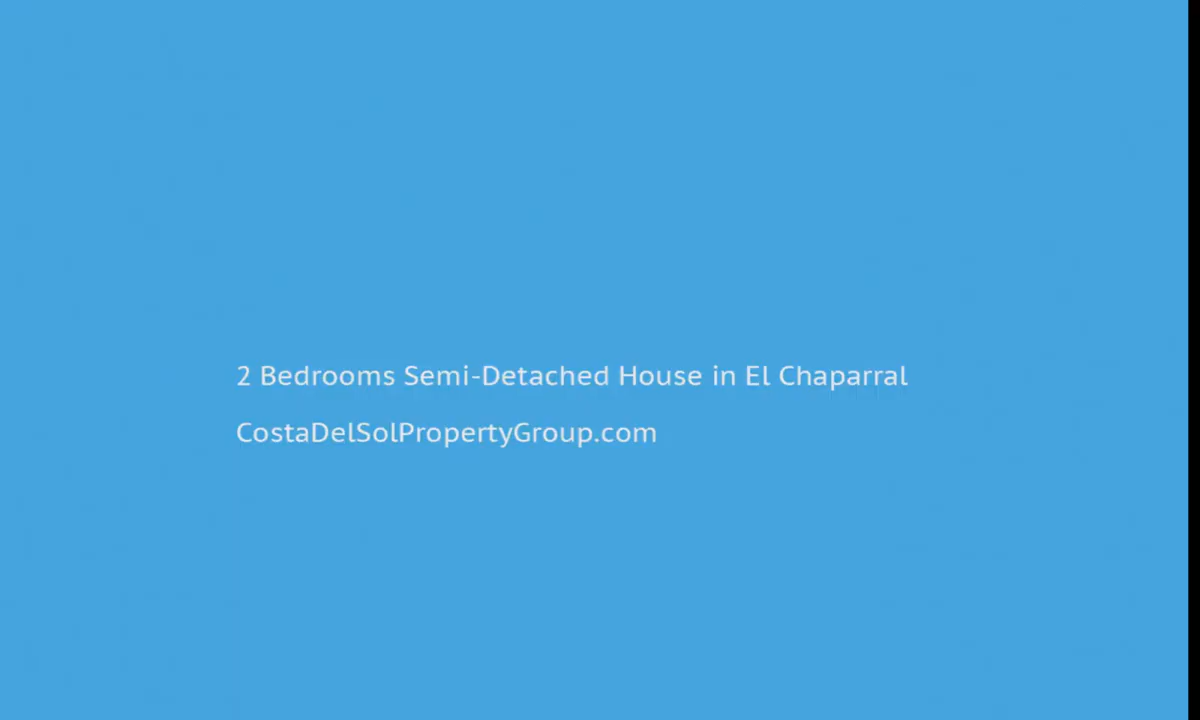 2 Bedrooms Semi-Detached House in El Chaparral
CostaDelSolPropertyGroup.com